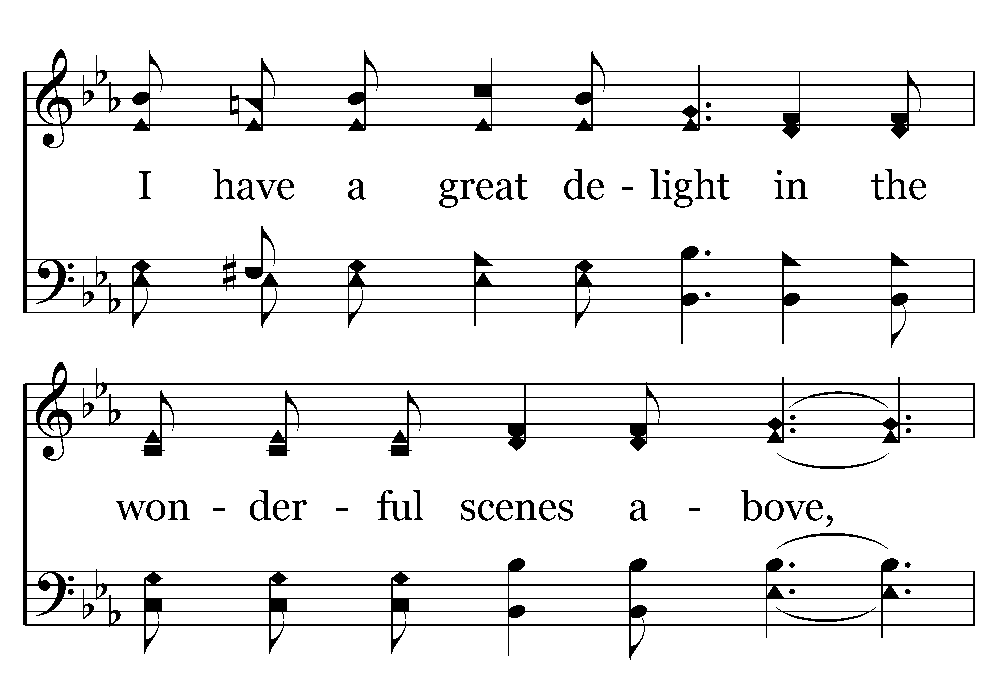 I have a great de - light in the
won - der - ful scenes a - bove,